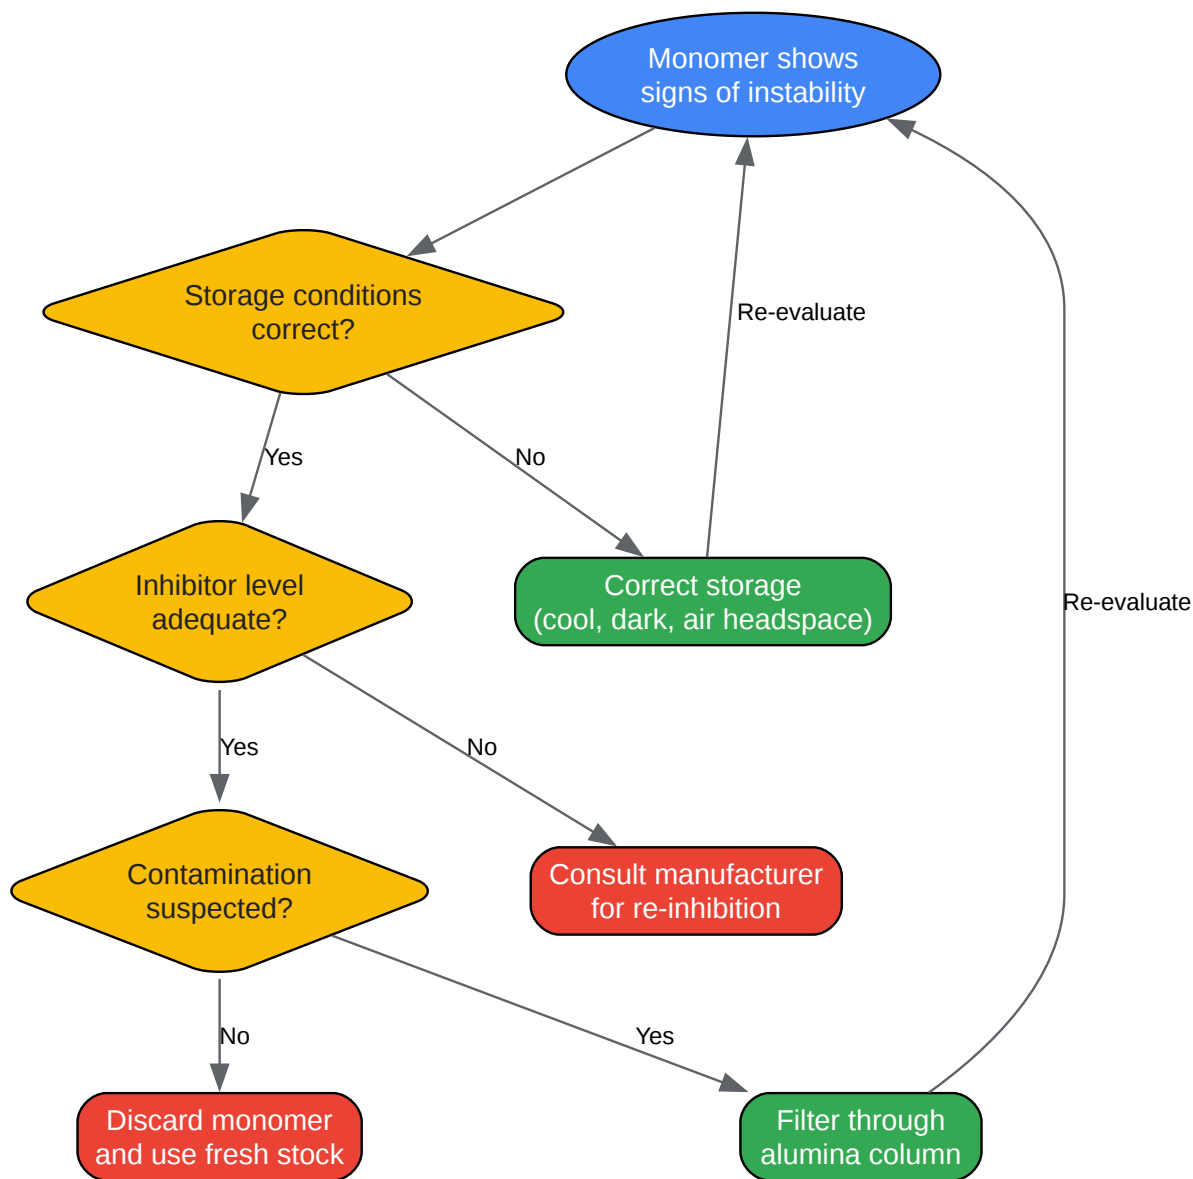 Monomer shows
signs of instability
Storage conditions
correct?
Re-evaluate
Yes
No
Inhibitor level
adequate?
Correct storage
(cool, dark, air headspace)
Re-evaluate
Yes
No
Contamination
suspected?
Consult manufacturer
for re-inhibition
No
Yes
Discard monomer
and use fresh stock
Filter through
alumina column